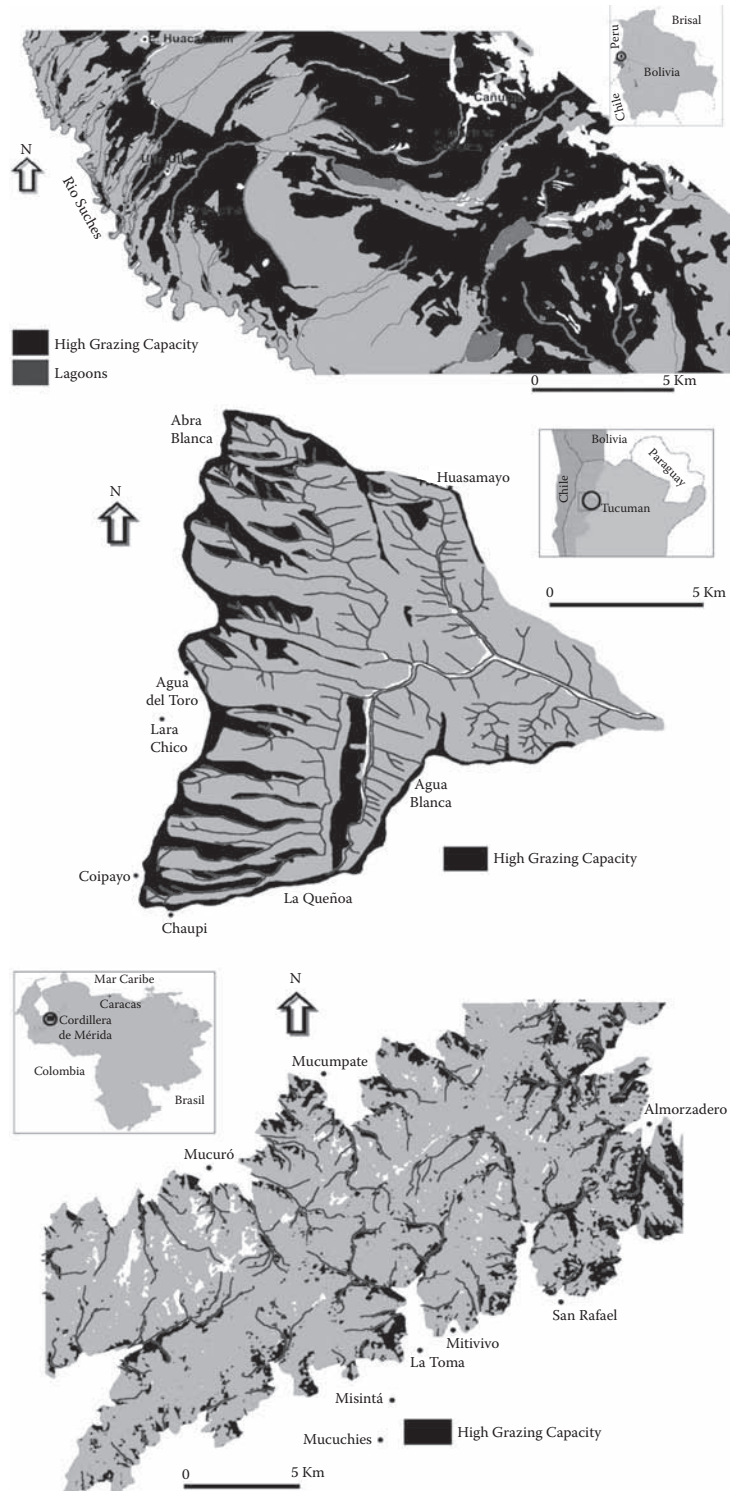 Brisal
Peru
Bolivia
Chile
N
Rio Suches
High Grazing Capacity
Lagoons
0 5 Km
Abra
Blanca
N
Huasamayo
Bolivia
Paraguay
Chile
Tucuman
0 5 Km
Agua
del Toro
Lara
Chico
Agua
Blanca
High Grazing Capacity
Coipayo
La Queñoa
Chaupi
Mar Caribe
Caracas
Cordillera
de Mérida
Colombia
Brasil
N
Mucumpate
Almorzadero
Mucuró
San Rafael
Mitivivo
La Toma
Misintá
High Grazing Capacity
Mucuchies
0 5 Km